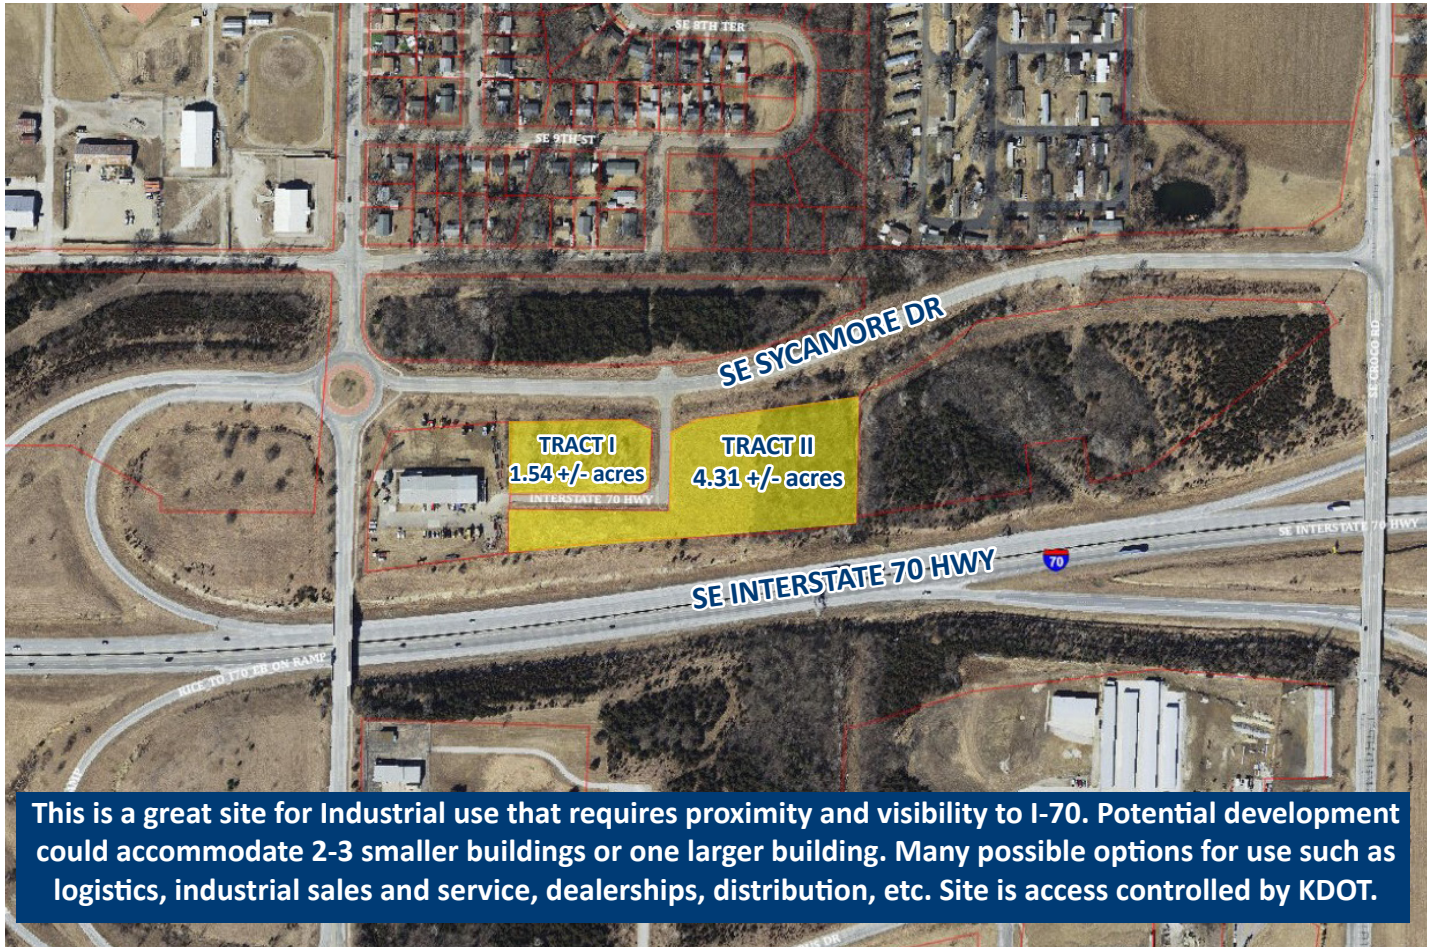 SE 8TH TER
SE 9TH ST
SE SYCAMORE DR
SE CROCO RD
TRACT I
1.54 +/- acres
TRACT II
4.31 +/- acres
INTERSTATE 70 HWY
SE INTERSTATE 70 HWY
SE INTERSTATE 70 HWY
70
RICE TO I70 EB ON RAMP
This is a great site for Industrial use that requires proximity and visibility to I-70. Potential development
could accommodate 2-3 smaller buildings or one larger building. Many possible options for use such as
logistics, industrial sales and service, dealerships, distribution, etc. Site is access controlled by KDOT.